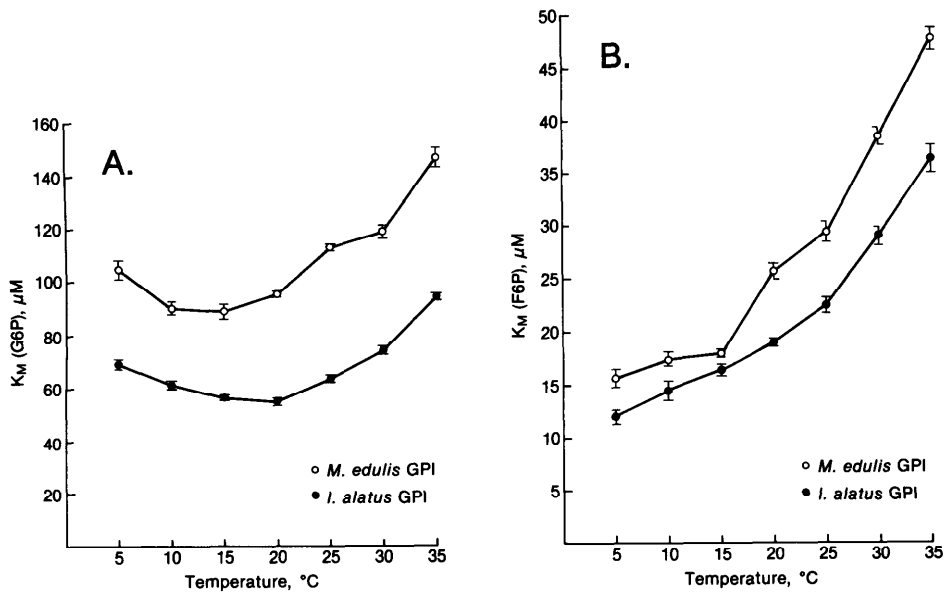 A.
K_M (G6P), µM
160
140
120
100
80
60
40
20
5 10 15 20 25 30 35
Temperature, °C
M. edulis GPI
I. alatus GPI
B.
K_M (F6P), µM
50
45
40
35
30
25
20
15
10
5
5 10 15 20 25 30 35
Temperature, °C
M. edulis GPI
I. alatus GPI